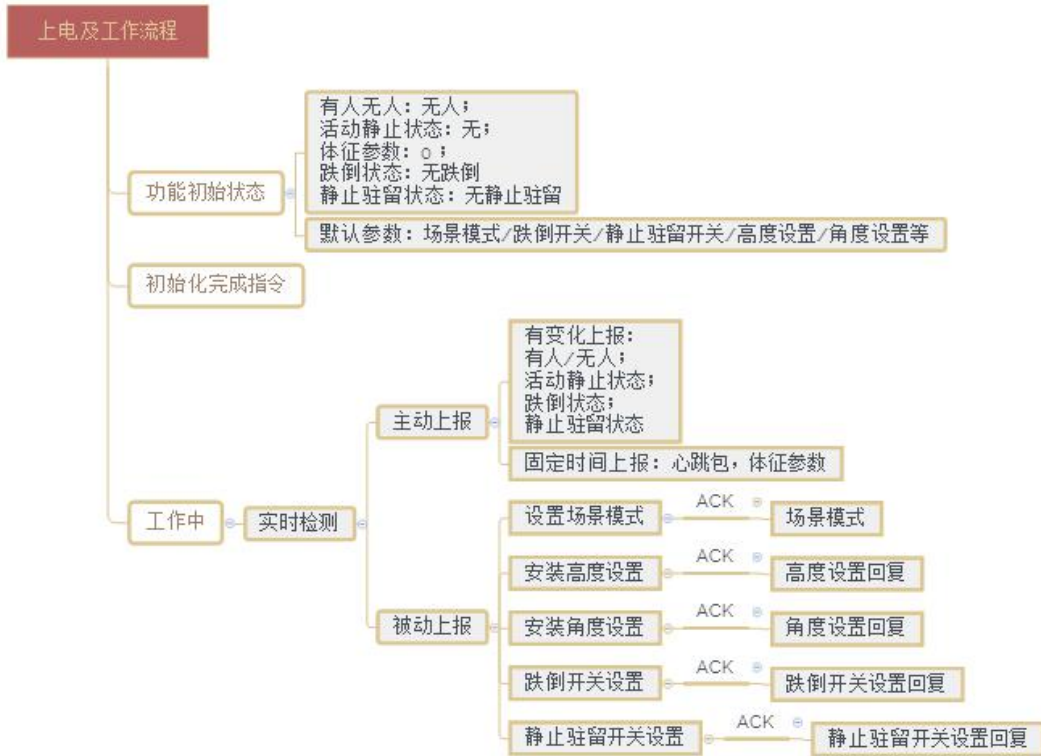 上电及工作流程
功能初始状态
有人无人：无人；
活动静止状态：无；
体征参数：0；
跌倒状态：无跌倒
静止驻留状态：无静止驻留
默认参数：场景模式/跌倒开关/静止驻留开关/高度设置/角度设置等
初始化完成指令
工作中
实时检测
主动上报
有变化上报：
有人/无人；
活动静止状态；
跌倒状态；
静止驻留状态
固定时间上报：心跳包，体征参数
被动上报
设置场景模式
ACK
场景模式
安装高度设置
ACK
高度设置回复
安装角度设置
ACK
角度设置回复
跌倒开关设置
ACK
跌倒开关设置回复
静止驻留开关设置
ACK
静止驻留开关设置回复